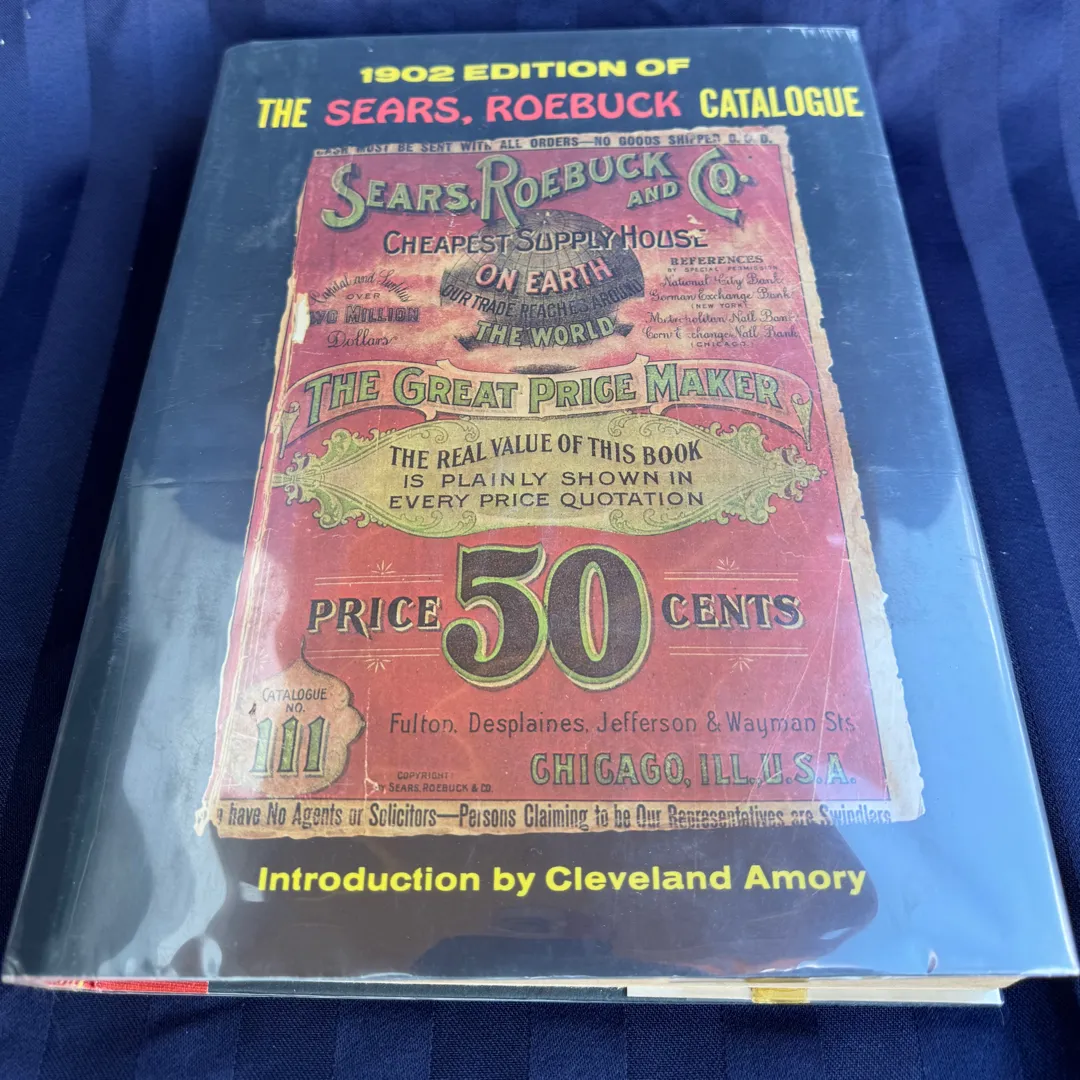 1902 EDITION OF
THE SEARS, ROEBUCK CATALOGUE
CASH MUST BE SENT WITH ALL ORDERS—NO GOODS SHIPPED C.O.D.
SEARS, ROEBUCK AND CO.
CHEAPEST SUPPLY HOUSE
ON EARTH
OUR TRADE REACHES AROUND
THE WORLD
Capital and Surplus
OVER
TWO MILLION
Dollars
REFERENCES
BY SPECIAL PERMISSION
National City Bank
German Exchange Bank
(NEW YORK)
Metropolitan Natl Bank
Corn Exchange Natl Bank
(CHICAGO)
THE GREAT PRICE MAKER
THE REAL VALUE OF THIS BOOK
IS PLAINLY SHOWN IN
EVERY PRICE QUOTATION
PRICE 50 CENTS
CATALOGUE
NO.
111
Fulton, Desplaines, Jefferson & Wayman Sts
CHICAGO, ILL. U.S.A.
COPYRIGHT
BY SEARS, ROEBUCK & CO.
have No Agents or Solicitors—Persons Claiming to be Our Representatives are Swindlers
Introduction by Cleveland Amory